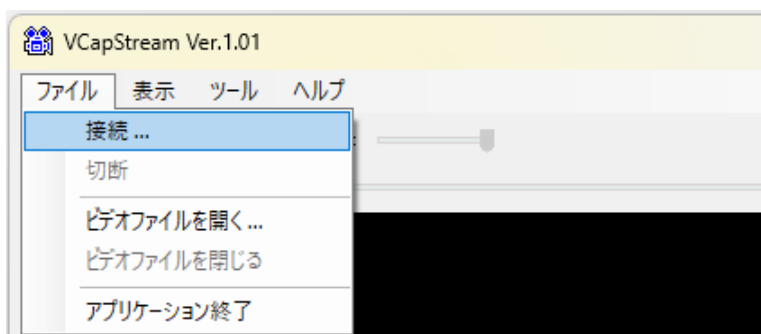 VCapStream Ver.1.01
ファイル 表示 ツール ヘルプ
接続 ...
切断
ビデオファイルを開く ...
ビデオファイルを閉じる
アプリケーション終了